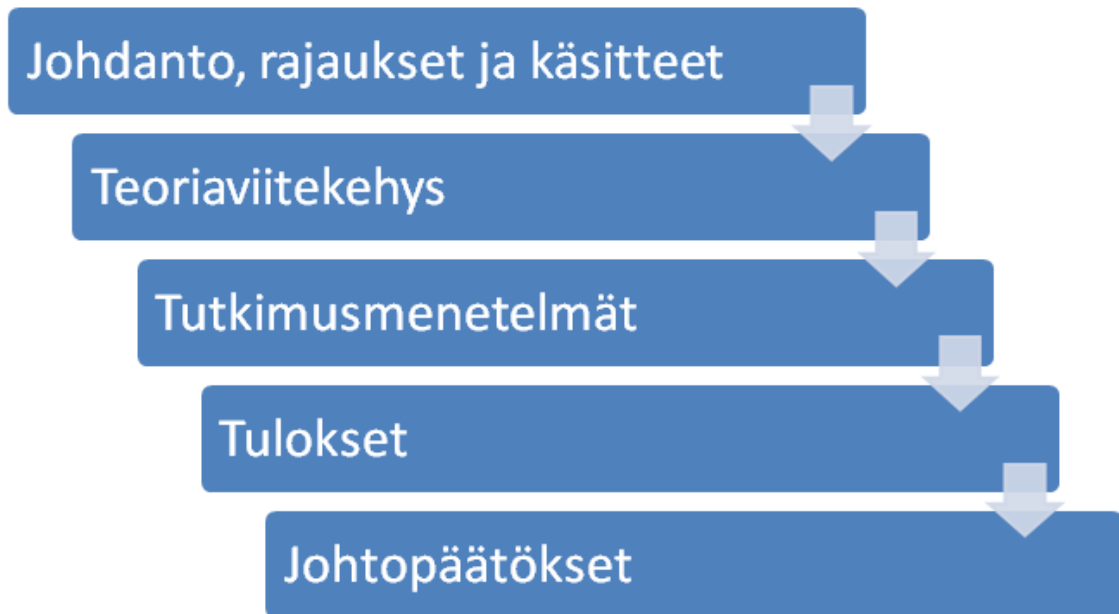 Johdanto, rajaukset ja käsitteet
Teoriaviitekehys
Tutkimusmenetelmät
Tulokset
Johtopäätökset